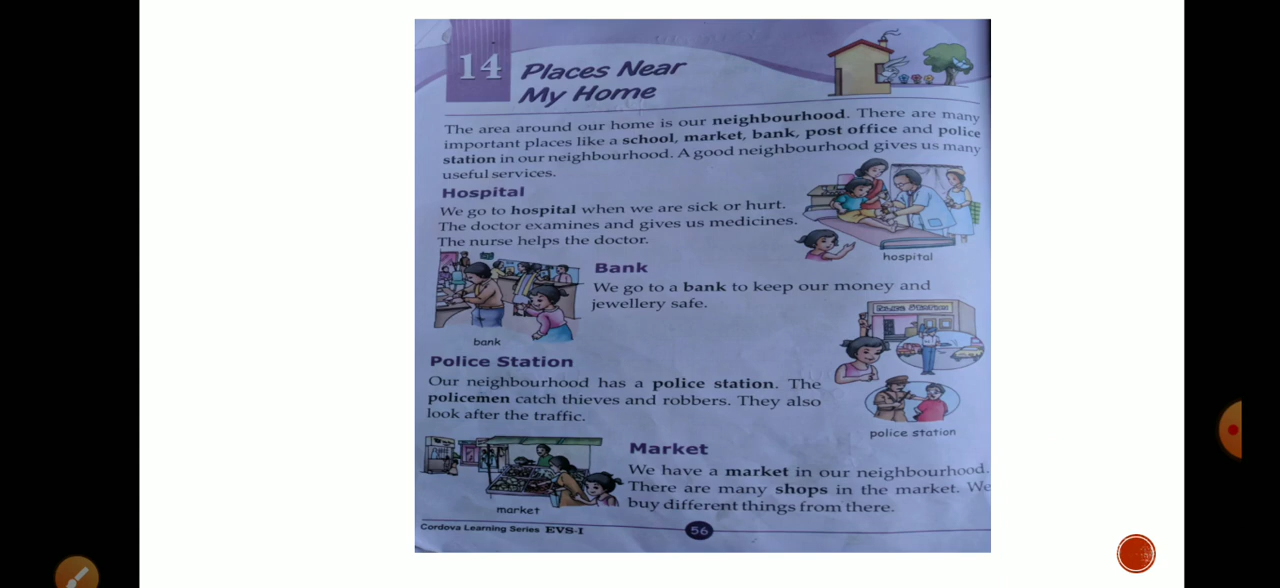 14
Places Near
My Home
The area around our home is our neighbourhood. There are many
important places like a school, market, bank, post office and police
station in our neighbourhood. A good neighbourhood gives us many
useful services.
Hospital
We go to hospital when we are sick or hurt.
The doctor examines and gives us medicines.
The nurse helps the doctor.
hospital
Bank
We go to a bank to keep our money and
jewellery safe.
bank
POLICE STATION
Police Station
Our neighbourhood has a police station. The
policemen catch thieves and robbers. They also
look after the traffic.
police station
Market
We have a market in our neighbourhood.
There are many shops in the market. We
buy different things from there.
market
Cordova Learning Series EVS-I
56